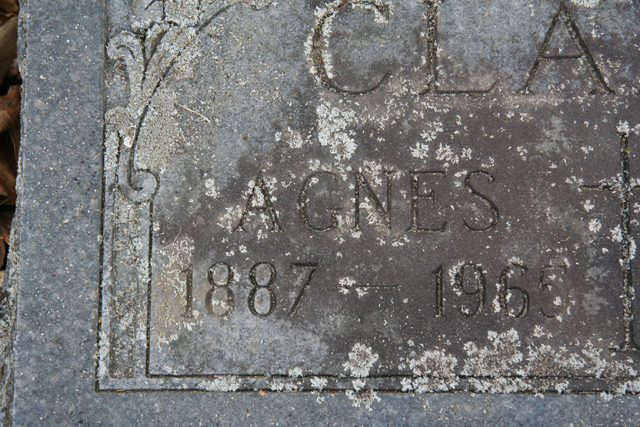 CLA
AGNES
1887 — 1965